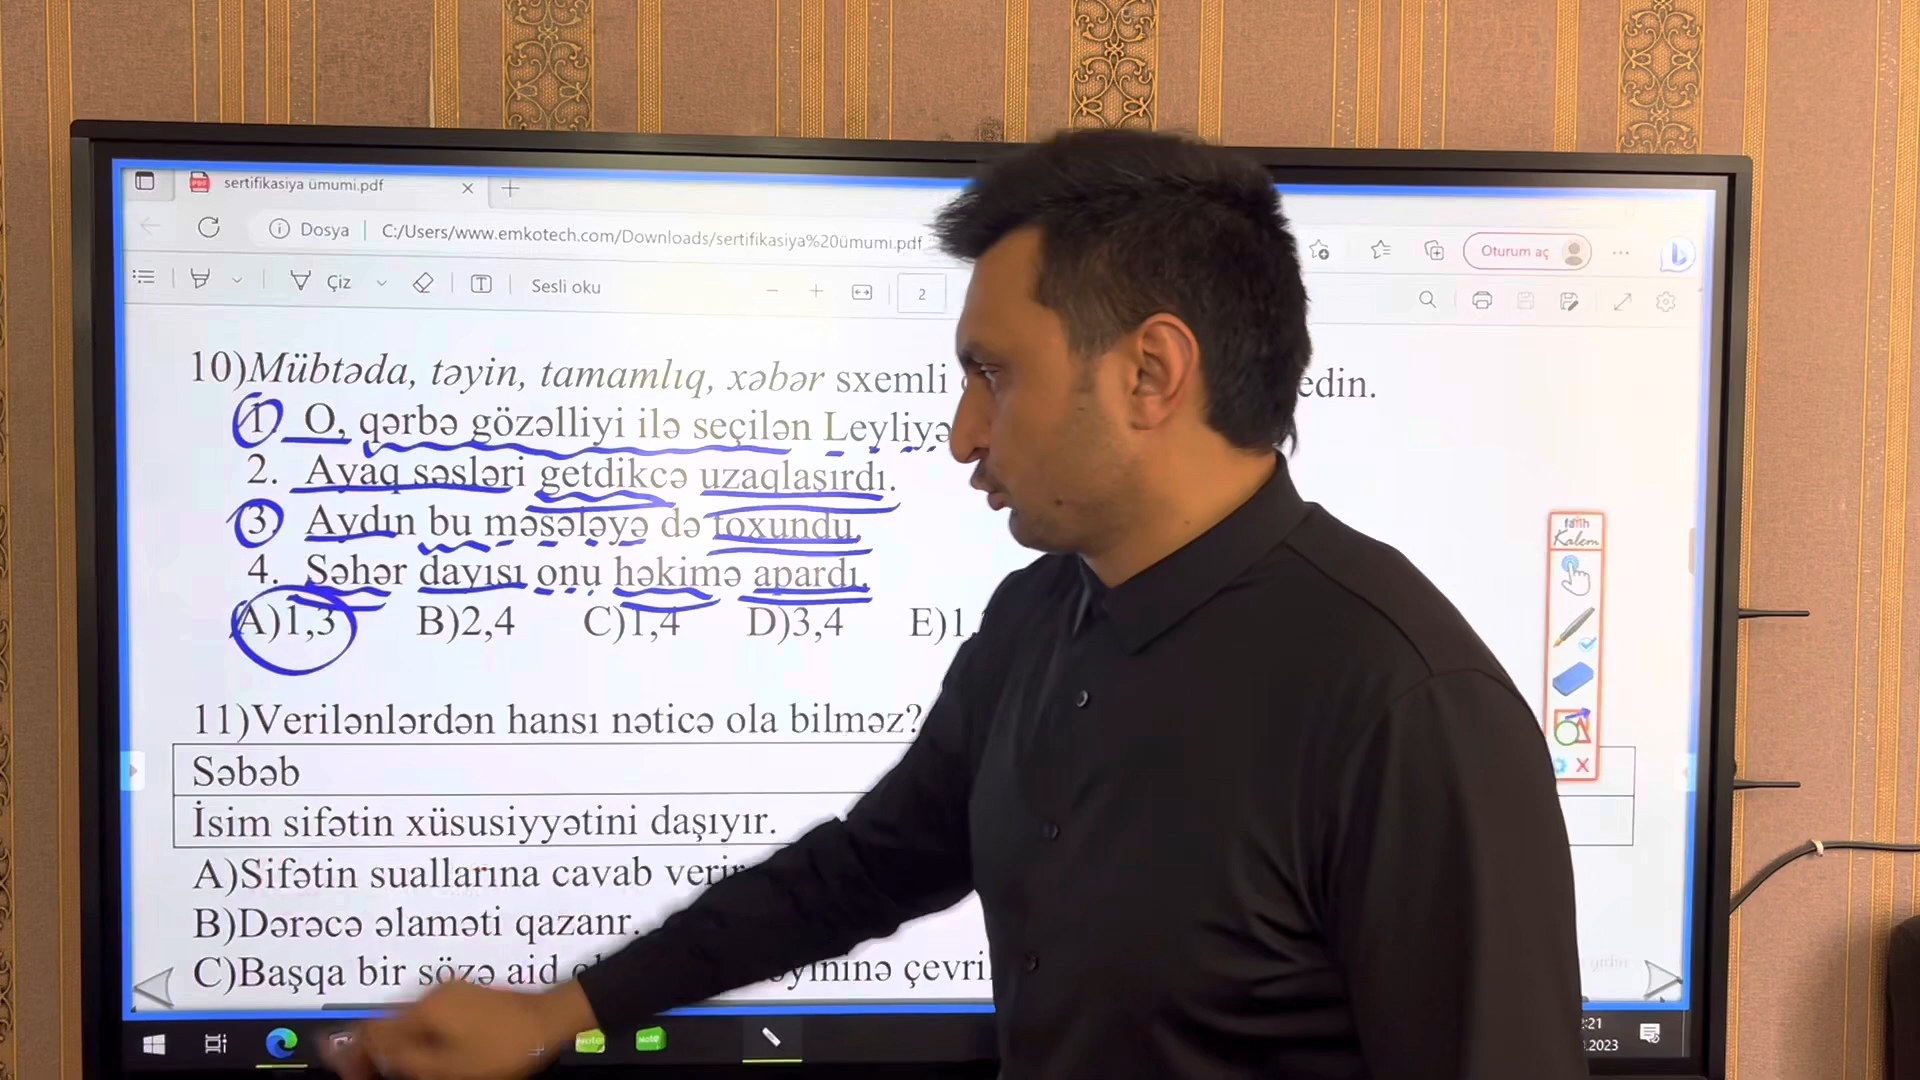 sertifikasiya ümumi.pdf
Dosya
C:/Users/www.emkotech.com/Downloads/sertifikasiya%20ümumi.pdf
Oturum aç
Çiz
Sesli oku
2
10)Mübtəda, təyin, tamamlıq, xəbər sxemli edin.
1. O, qərbə gözəlliyi ilə seçilən Leyliyə
2. Ayaq səsləri getdikcə uzaqlaşırdı.
3. Aydın bu məsələyə də toxundu.
4. Səhər dayısı onu həkimə apardı.
A)1,3 B)2,4 C)1,4 D)3,4 E)1,
fatih
Kalem
11)Verilənlərdən hansı nəticə ola bilməz?
Səbəb
İsim sifətin xüsusiyyətini daşıyır.
A)Sifətin suallarına cavab
B)Dərəcə əlaməti qazanr.
C)Başqa bir sözə aid
:21
.2023